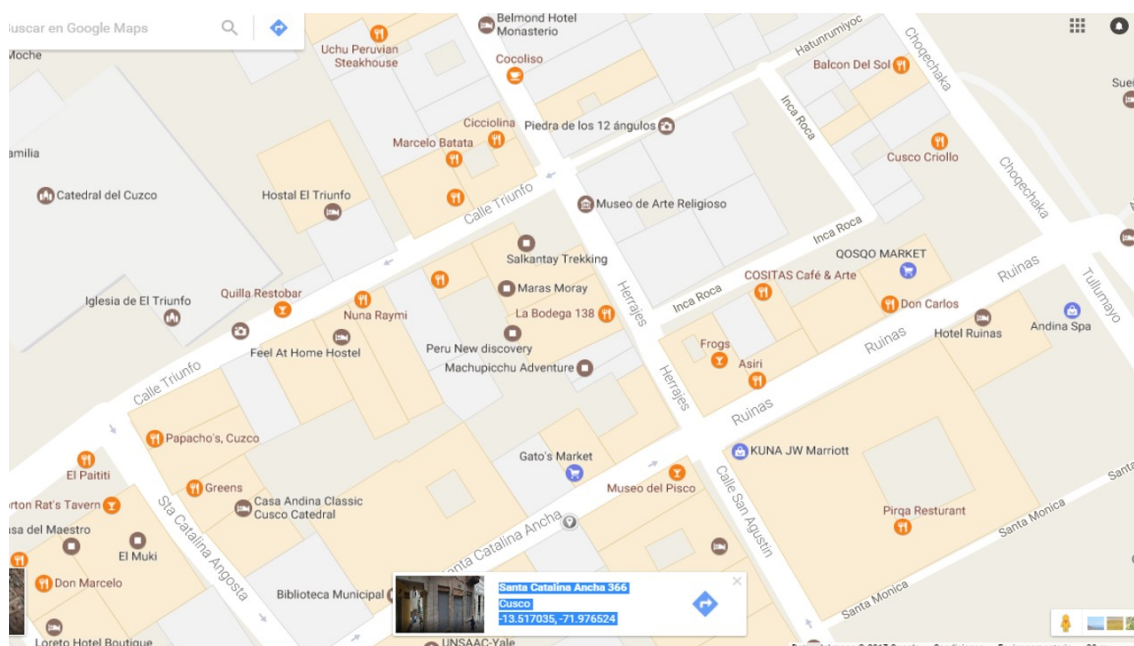 Buscar en Google Maps
Belmond Hotel
Monasterio
Uchu Peruvian
Steakhouse
Cocoliso
Hatunrumiyoc
Choqechaka
Balcon Del Sol
Moche
Inca Roca
Cicciolina
Piedra de los 12 ángulos
Marcelo Batata
Cusco Criollo
amilia
Choqechaka
Catedral del Cuzco
Hostal El Triunfo
Calle Triunfo
Museo de Arte Religioso
Inca Roca
Salkantay Trekking
QOSQO MARKET
Ruinas
COSITAS Café & Arte
Maras Moray
Herrajes
Tullumayo
Quilla Restobar
Iglesia de El Triunfo
Inca Roca
Don Carlos
Nuna Raymi
La Bodega 138
Andina Spa
Hotel Ruinas
Feel At Home Hostel
Peru New discovery
Frogs
Ruinas
Machupicchu Adventure
Asiri
Calle Triunfo
Herrajes
Ruinas
Papacho's, Cuzco
Gato's Market
KUNA JW Marriott
El Paititi
Greens
Museo del Pisco
Calle San Agustin
Casa Andina Classic
Cusco Catedral
orton Rat's Tavern
Pirqa Resturant
Santa Monica
Sta Catalina Angosta
asa del Maestro
El Muki
anta Catalina Ancha
Don Marcelo
Biblioteca Municipal
Santa Catalina Ancha 366
Cusco
-13.517035, -71.976524
Santa Monica
Loreto Hotel Boutique
UNSAAC-Yale